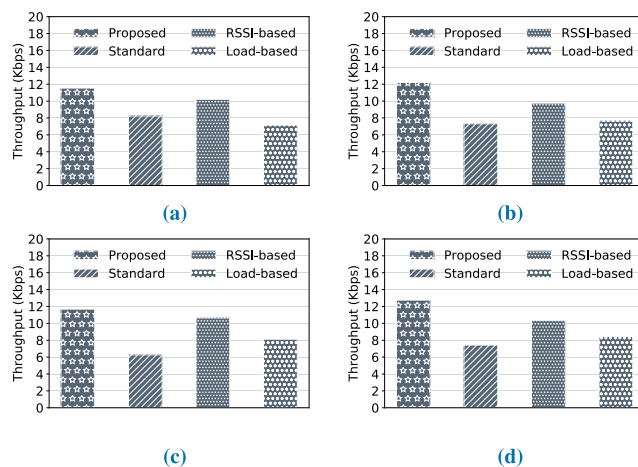 20
18
16
14
12
10
8
6
4
2
0
Throughput (Kbps)
Proposed RSSI-based
Standard Load-based
(a)
20
18
16
14
12
10
8
6
4
2
0
Throughput (Kbps)
Proposed RSSI-based
Standard Load-based
(b)
20
18
16
14
12
10
8
6
4
2
0
Throughput (Kbps)
Proposed RSSI-based
Standard Load-based
(c)
20
18
16
14
12
10
8
6
4
2
0
Throughput (Kbps)
Proposed RSSI-based
Standard Load-based
(d)